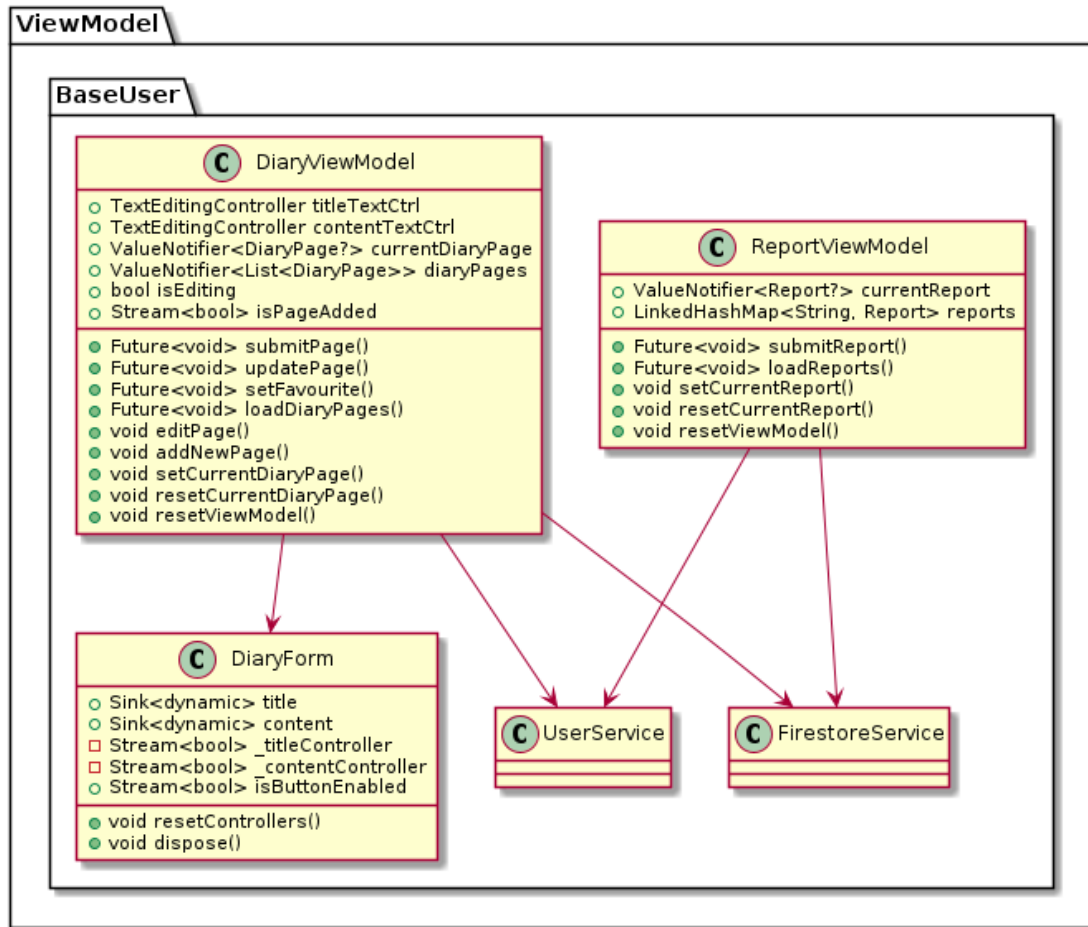 ViewModel
BaseUser
C DiaryViewModel
TextEditingController titleTextCtrl
TextEditingController contentTextCtrl
ValueNotifier<DiaryPage?> currentDiaryPage
ValueNotifier<List<DiaryPage>> diaryPages
bool isEditing
Stream<bool> isPageAdded
Future<void> submitPage()
Future<void> updatePage()
Future<void> setFavourite()
Future<void> loadDiaryPages()
void editPage()
void addNewPage()
void setCurrentDiaryPage()
void resetCurrentDiaryPage()
void resetViewModel()
C ReportViewModel
ValueNotifier<Report?> currentReport
LinkedHashMap<String, Report> reports
Future<void> submitReport()
Future<void> loadReports()
void setCurrentReport()
void resetCurrentReport()
void resetViewModel()
C DiaryForm
Sink<dynamic> title
Sink<dynamic> content
Stream<bool> _titleController
Stream<bool> _contentController
Stream<bool> isButtonEnabled
void resetControllers()
void dispose()
C UserService
C FirestoreService